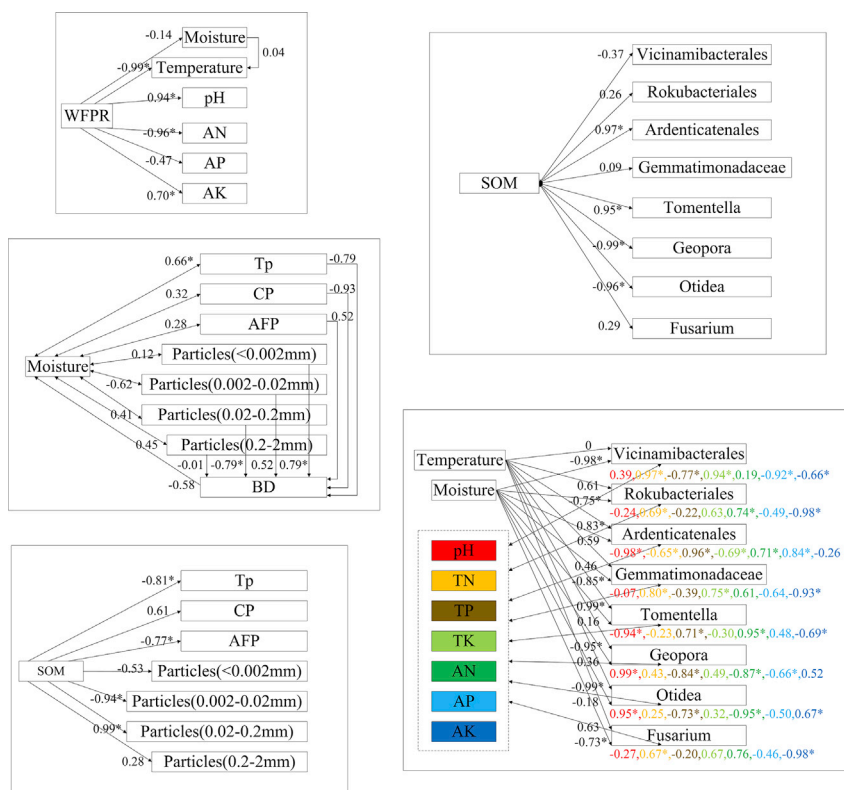 -0.14
Moisture
0.04
-0.99*
Temperature
0.94*
pH
WFPR
-0.96*
AN
-0.47
AP
0.70*
AK
-0.37
Vicinamibacterales
0.26
Rokubacteriales
0.97*
Ardenticatenales
0.09
Gemmatimonadaceae
SOM
0.95*
Tomentella
-0.99*
Geopora
-0.96*
Otidea
0.29
Fusarium
0.66*
Tp
-0.79
0.32
CP
-0.93
0.28
AFP
0.52
0.12
Particles(<0.002mm)
Moisture
-0.62
Particles(0.002-0.02mm)
0.41
Particles(0.02-0.2mm)
0.45
Particles(0.2-2mm)
-0.01 -0.79* 0.52 0.79*
-0.58
BD
-0.81*
Tp
0.61
CP
-0.77*
AFP
SOM
-0.53
Particles(<0.002mm)
-0.94*
Particles(0.002-0.02mm)
0.99*
Particles(0.02-0.2mm)
0.28
Particles(0.2-2mm)
Temperature
Moisture
pH
TN
TP
TK
AN
AP
AK
0
-0.98*
Vicinamibacterales
0.39,0.97*,-0.77*,0.94*,0.19,-0.92*,-0.66*
0.61
-0.75*
Rokubacteriales
-0.24,0.69*,-0.22,0.63,0.74*,-0.49,-0.98*
0.83*
0.59
Ardenticatenales
-0.98*,-0.65*,0.96*,-0.69*,0.71*,0.84*,-0.26
0.46
-0.85*
Gemmatimonadaceae
-0.07,0.80*,-0.39,0.75*,0.61,-0.64,-0.93*
0.99*
0.16
Tomentella
-0.94*,-0.23,0.71*,-0.30,0.95*,0.48,-0.69*
-0.95*
0.36
Geopora
0.99*,0.43,-0.84*,0.49,-0.87*,-0.66*,0.52
-0.99*
-0.18
Otidea
0.95*,0.25,-0.73*,0.32,-0.95*,-0.50,0.67*
0.63
-0.73*
Fusarium
-0.27,0.67*,-0.20,0.67,0.76,-0.46,-0.98*